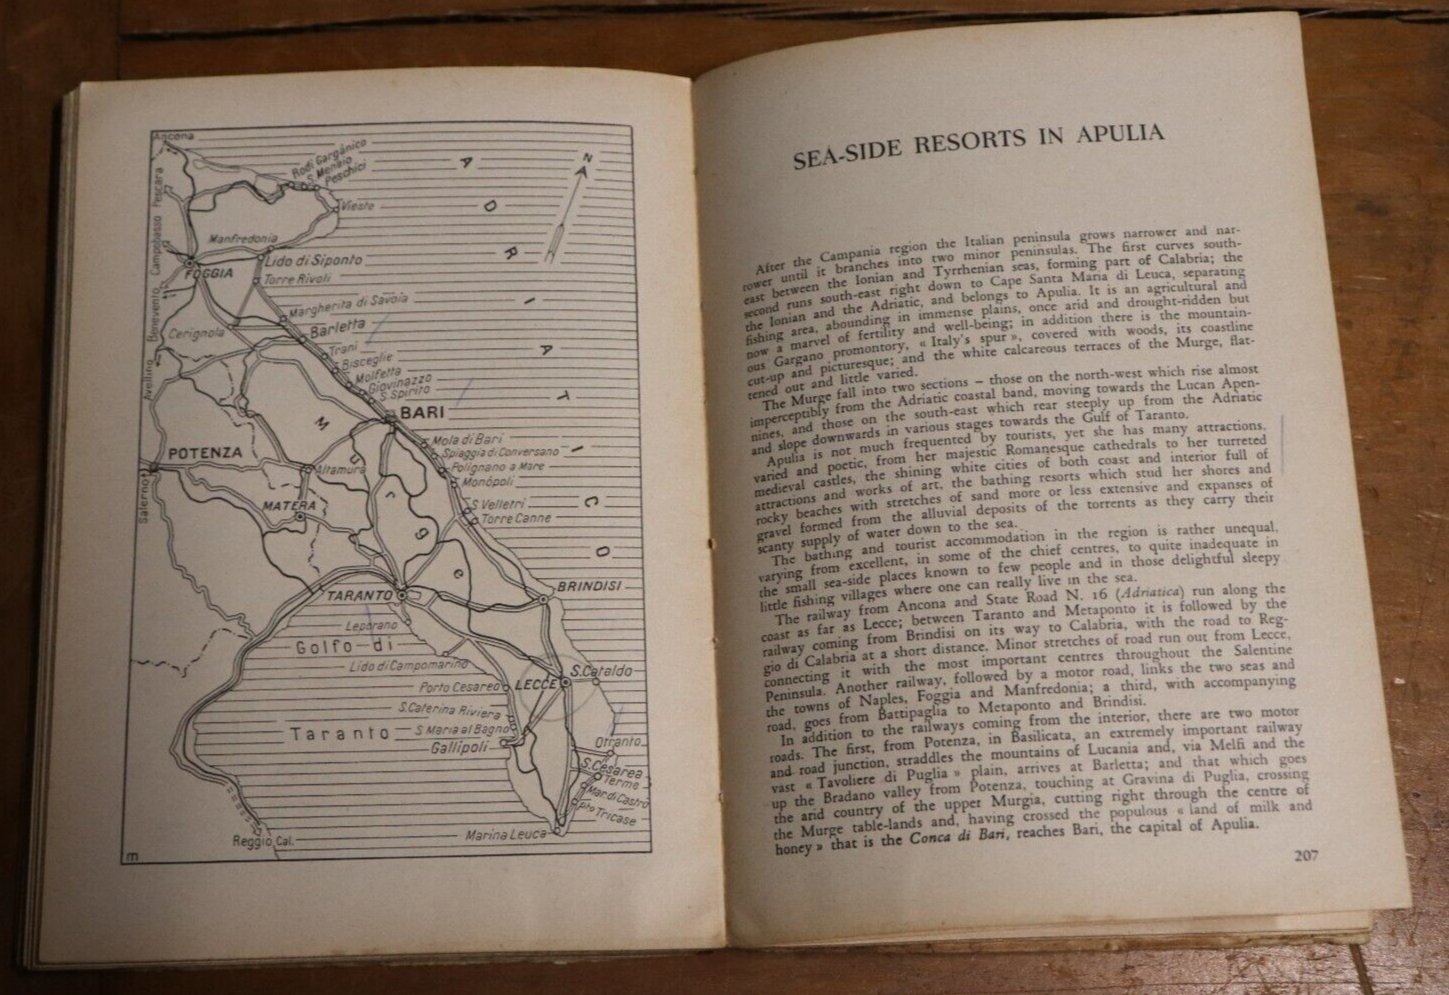 Ancona
Rodi Gargánico
S. Menaio
Peschici
Vieste
A
D
R
I
A
T
I
C
O
N
Pescara
Campobasso
Benevento
Avellino
Salerno
Manfredonia
FOGGIA
Lido di Siponto
Torre Rivoli
Margherita di Savoia
Cerignola
Barletta
Trani
Bisceglie
Molfetta
Giovinazzo
S. Spirito
BARI
M
u
r
g
e
POTENZA
Altamura
MATERA
Mola di Bari
Spiaggia di Conversano
Polignano a Mare
Monópoli
S. Velletri
Torre Canne
TARANTO
BRINDISI
Leporano
Golfo di
Lido di Campomarino
S. Cataldo
Porto Cesareo
LECCE
S. Caterina Riviera
Taranto
S. Maria al Bagno
Gallipoli
Otranto
S. Cesarea
Terme
Mar. di Castro
Pto Tricase
Marina Leuca
Reggio Cal.
m
SEA-SIDE RESORTS IN APULIA
After the Campania region the Italian peninsula grows narrower and nar-
rower until it branches into two minor peninsulas. The first curves south-
east between the Ionian and Tyrrhenian seas, forming part of Calabria; the
second runs south-east right down to Cape Santa Maria di Leuca, separating
the Ionian and the Adriatic, and belongs to Apulia. It is an agricultural and
fishing area, abounding in immense plains, once arid and drought-ridden but
now a marvel of fertility and well-being; in addition there is the mountain-
ous Gargano promontory, « Italy's spur », covered with woods, its coastline
cut-up and picturesque; and the white calcareous terraces of the Murge, flat-
tened out and little varied.
The Murge fall into two sections – those on the north-west which rise almost
imperceptibly from the Adriatic coastal band, moving towards the Lucan Apen-
nines, and those on the south-east which rear steeply up from the Adriatic
and slope downwards in various stages towards the Gulf of Taranto.
Apulia is not much frequented by tourists, yet she has many attractions,
varied and poetic, from her majestic Romanesque cathedrals to her turreted
medieval castles, the shining white cities of both coast and interior full of
attractions and works of art, the bathing resorts which stud her shores and
rocky beaches with stretches of sand more or less extensive and expanses of
gravel formed from the alluvial deposits of the torrents as they carry their
scanty supply of water down to the sea.
The bathing and tourist accommodation in the region is rather unequal,
varying from excellent, in some of the chief centres, to quite inadequate in
the small sea-side places known to few people and in those delightful sleepy
little fishing villages where one can really live in the sea.
The railway from Ancona and State Road N. 16 (Adriatica) run along the
coast as far as Lecce; between Taranto and Metaponto it is followed by the
railway coming from Brindisi on its way to Calabria, with the road to Reg-
gio di Calabria at a short distance. Minor stretches of road run out from Lecce,
connecting it with the most important centres throughout the Salentine
Peninsula. Another railway, followed by a motor road, links the two seas and
the towns of Naples, Foggia and Manfredonia; a third, with accompanying
road, goes from Battipaglia to Metaponto and Brindisi.
In addition to the railways coming from the interior, there are two motor
roads. The first, from Potenza, in Basilicata, an extremely important railway
and road junction, straddles the mountains of Lucania and, via Melfi and the
vast « Tavoliere di Puglia » plain, arrives at Barletta; and that which goes
up the Bradano valley from Potenza, touching at Gravina di Puglia, crossing
the arid country of the upper Murgia, cutting right through the centre of
the Murge table-lands and, having crossed the populous « land of milk and
honey » that is the Conca di Bari, reaches Bari, the capital of Apulia.
207